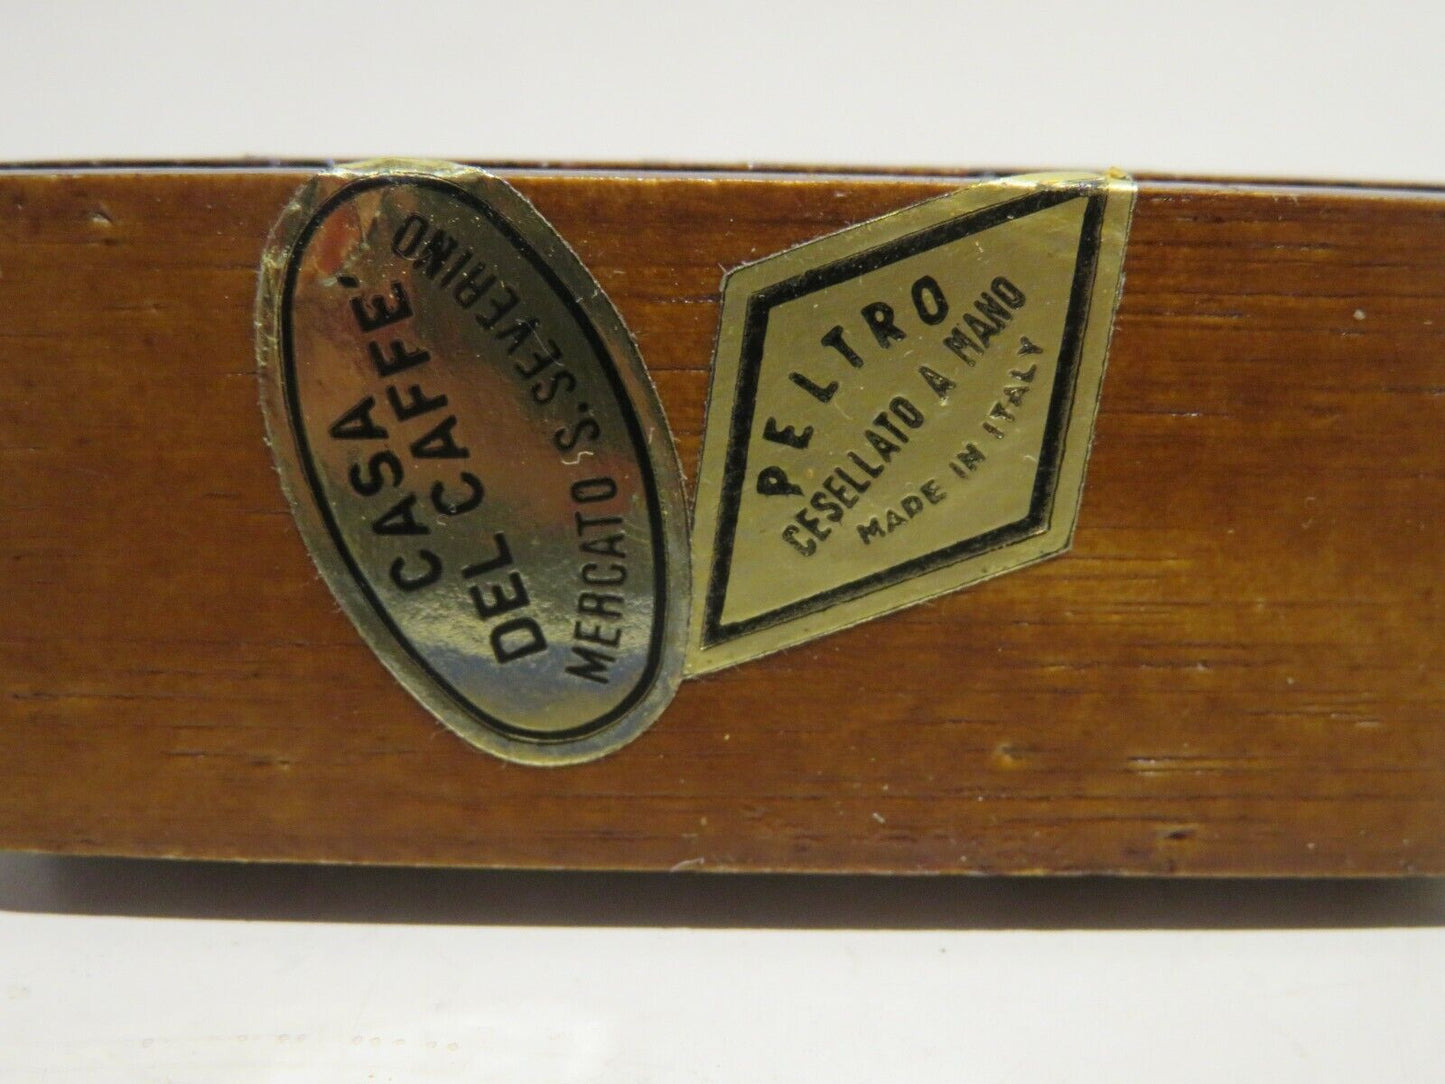 CASA
DEL CAFFE'
MERCATO S.SEVERINO
PELTRO
CESELLATO A MANO
MADE IN ITALY